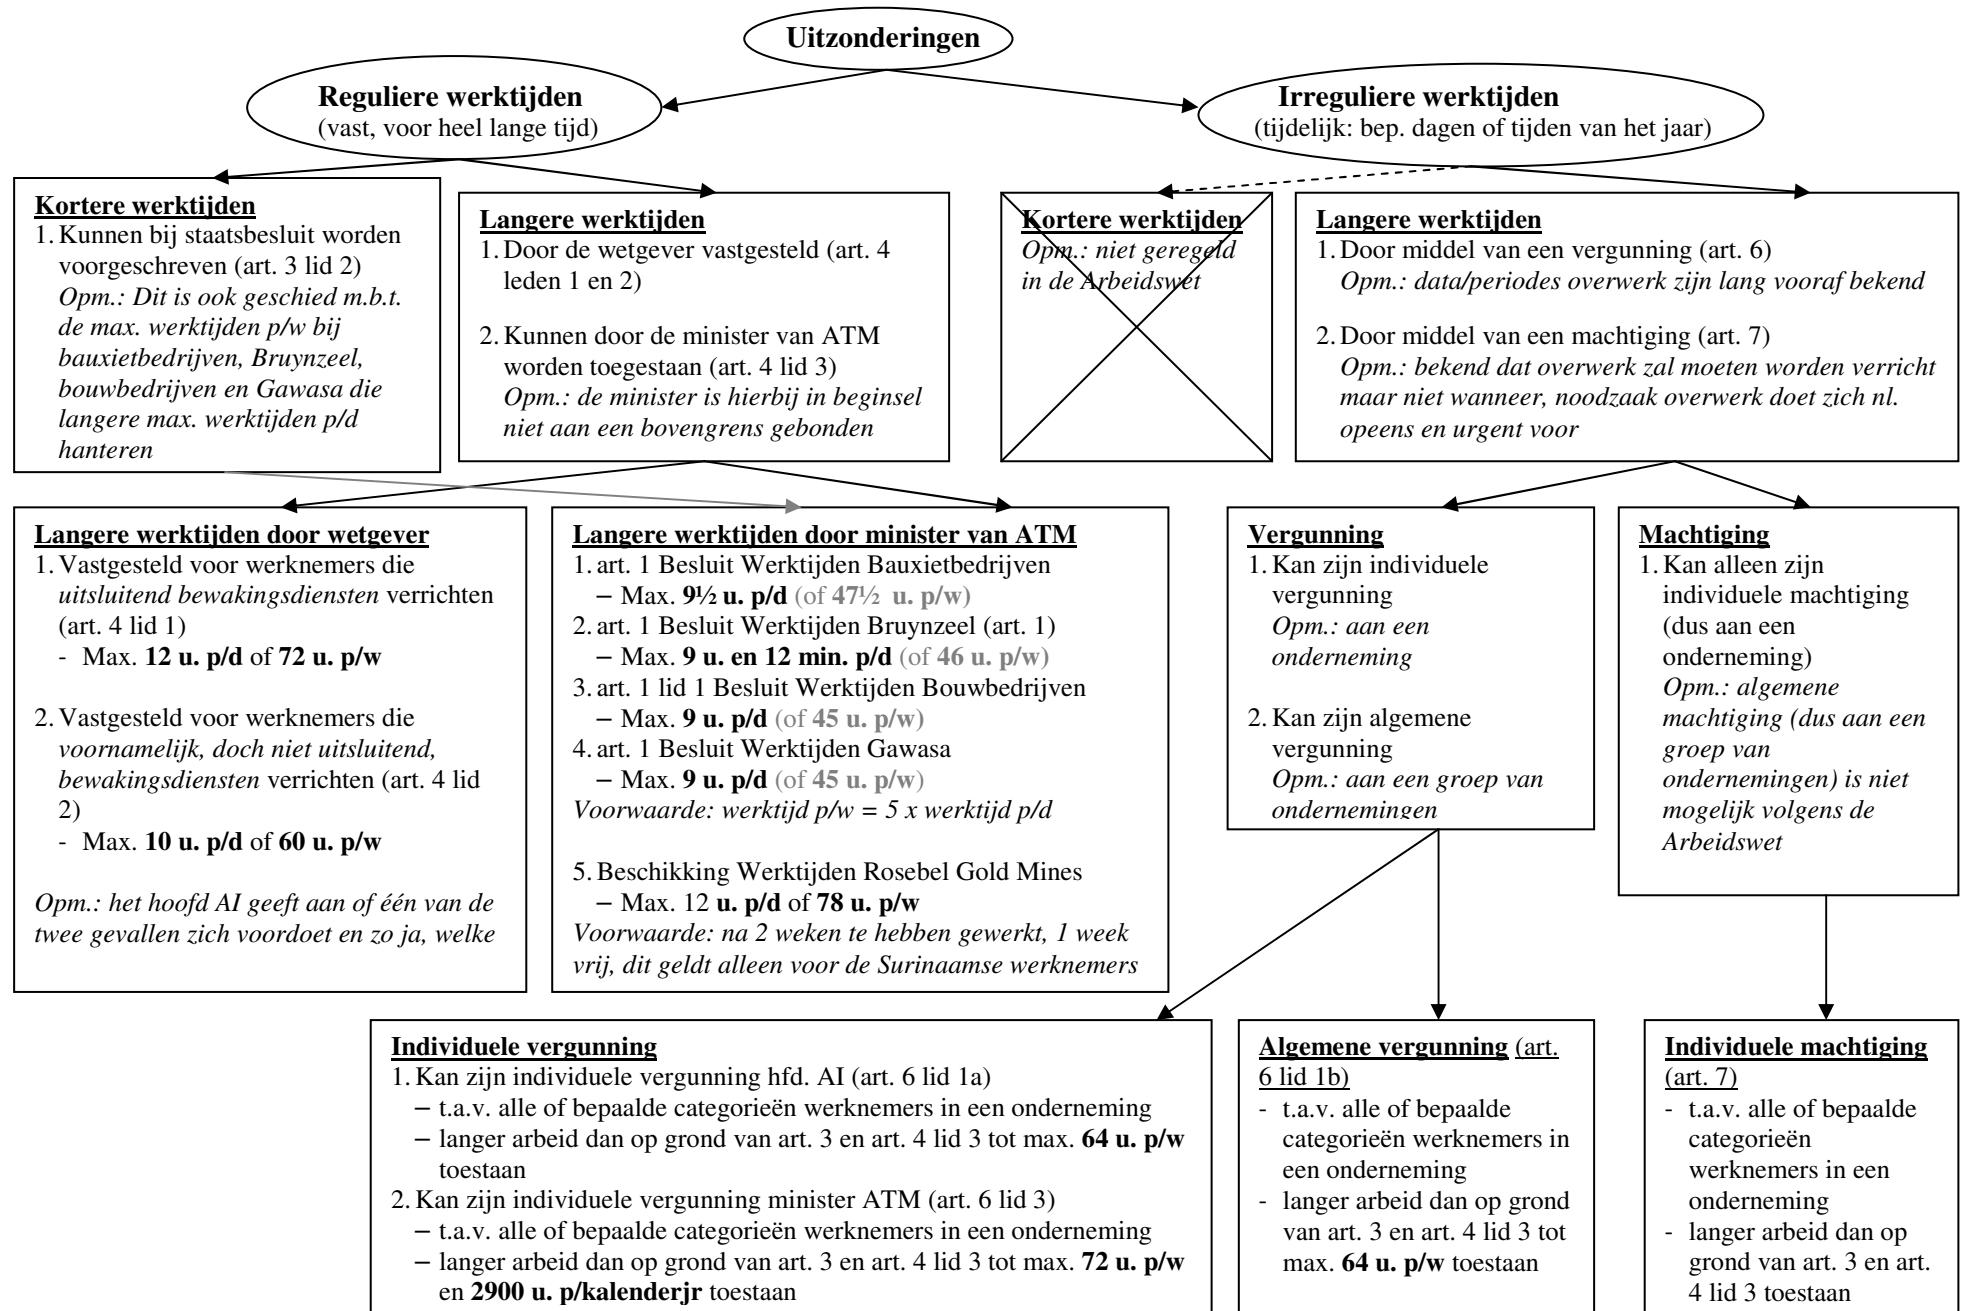 Uitzonderingen
Reguliere werktijden
(vast, voor heel lange tijd)
Irreguliere werktijden
(tijdelijk: bep. dagen of tijden van het jaar)
Kortere werktijden
1. Kunnen bij staatsbesluit worden
voorgeschreven (art. 3 lid 2)
Opm.: Dit is ook geschied m.b.t.
de max. werktijden p/w bij
bauxietbedrijven, Bruynzeel,
bouwbedrijven en Gawasa die
langere max. werktijden p/d
hanteren
Langere werktijden
1. Door de wetgever vastgesteld (art. 4
leden 1 en 2)
2. Kunnen door de minister van ATM
worden toegestaan (art. 4 lid 3)
Opm.: de minister is hierbij in beginsel
niet aan een bovengrens gebonden
Kortere werktijden
Opm.: niet geregeld
in de Arbeidswet
Langere werktijden
1. Door middel van een vergunning (art. 6)
Opm.: data/periodes overwerk zijn lang vooraf bekend
2. Door middel van een machtiging (art. 7)
Opm.: bekend dat overwerk zal moeten worden verricht
maar niet wanneer, noodzaak overwerk doet zich nl.
opeens en urgent voor
Langere werktijden door wetgever
1. Vastgesteld voor werknemers die
uitsluitend bewakingsdiensten verrichten
(art. 4 lid 1)
- Max. 12 u. p/d of 72 u. p/w
2. Vastgesteld voor werknemers die
voornamelijk, doch niet uitsluitend,
bewakingsdiensten verrichten (art. 4 lid
2)
- Max. 10 u. p/d of 60 u. p/w
Opm.: het hoofd AI geeft aan of één van de
twee gevallen zich voordoet en zo ja, welke
Langere werktijden door minister van ATM
1. art. 1 Besluit Werktijden Bauxietbedrijven
– Max. 9½ u. p/d (of 47½ u. p/w)
2. art. 1 Besluit Werktijden Bruynzeel (art. 1)
– Max. 9 u. en 12 min. p/d (of 46 u. p/w)
3. art. 1 lid 1 Besluit Werktijden Bouwbedrijven
– Max. 9 u. p/d (of 45 u. p/w)
4. art. 1 Besluit Werktijden Gawasa
– Max. 9 u. p/d (of 45 u. p/w)
Voorwaarde: werktijd p/w = 5 x werktijd p/d
5. Beschikking Werktijden Rosebel Gold Mines
– Max. 12 u. p/d of 78 u. p/w
Voorwaarde: na 2 weken te hebben gewerkt, 1 week
vrij, dit geldt alleen voor de Surinaamse werknemers
Vergunning
1. Kan zijn individuele
vergunning
Opm.: aan een
onderneming
2. Kan zijn algemene
vergunning
Opm.: aan een groep van
ondernemingen
Machtiging
1. Kan alleen zijn
individuele machtiging
(dus aan een
onderneming)
Opm.: algemene
machtiging (dus aan een
groep van
ondernemingen) is niet
mogelijk volgens de
Arbeidswet
Individuele vergunning
1. Kan zijn individuele vergunning hfd. AI (art. 6 lid 1a)
– t.a.v. alle of bepaalde categorieën werknemers in een onderneming
– langer arbeid dan op grond van art. 3 en art. 4 lid 3 tot max. 64 u. p/w
toestaan
2. Kan zijn individuele vergunning minister ATM (art. 6 lid 3)
– t.a.v. alle of bepaalde categorieën werknemers in een onderneming
– langer arbeid dan op grond van art. 3 en art. 4 lid 3 tot max. 72 u. p/w
en 2900 u. p/kalenderjr toestaan
Algemene vergunning (art.
6 lid 1b)
- t.a.v. alle of bepaalde
categorieën werknemers in
een onderneming
- langer arbeid dan op grond
van art. 3 en art. 4 lid 3 tot
max. 64 u. p/w toestaan
Individuele machtiging
(art. 7)
- t.a.v. alle of bepaalde
categorieën
werknemers in een
onderneming
- langer arbeid dan op
grond van art. 3 en art.
4 lid 3 toestaan